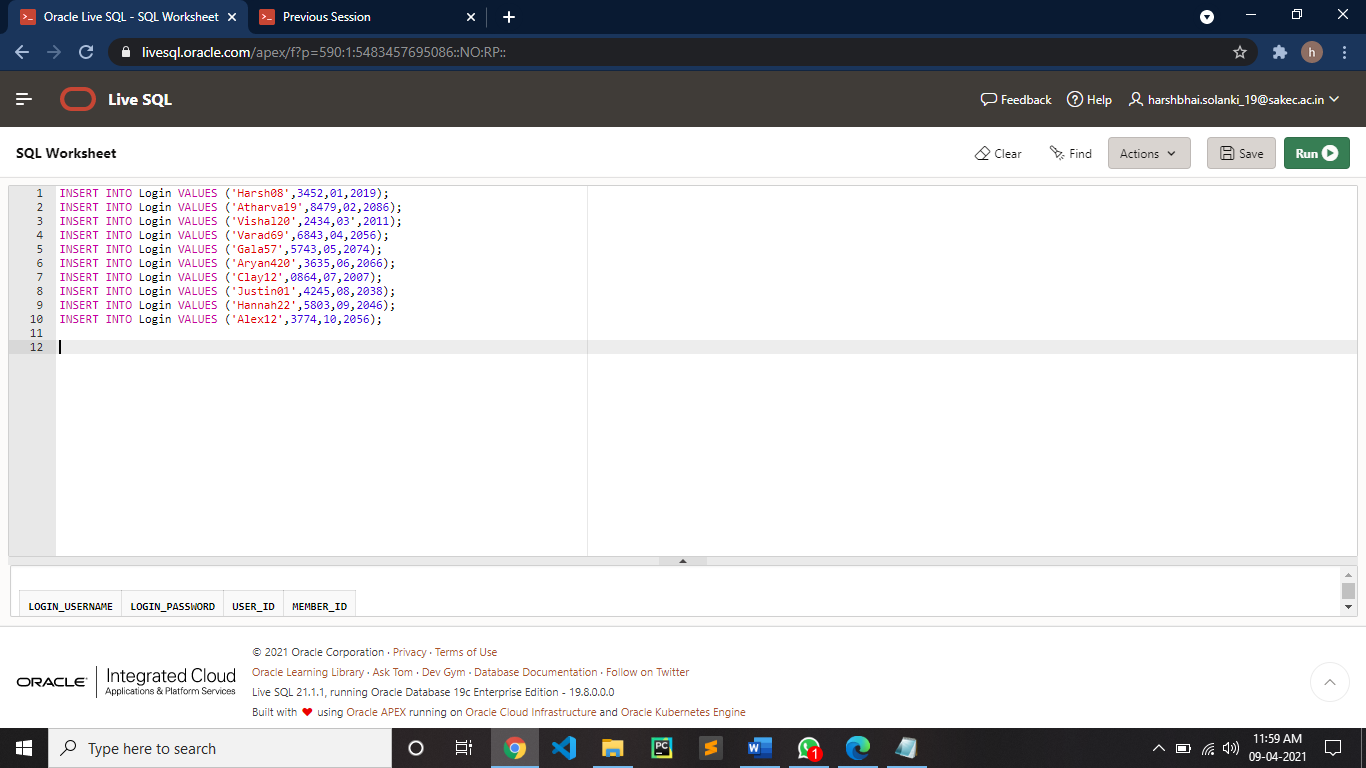 Oracle Live SQL - SQL Worksheet
Previous Session
livesql.oracle.com/apex/f?p=590:1:5483457695086::NO:RP::
h
Live SQL
Feedback
Help
harshbhai.solanki_19@sakec.ac.in
SQL Worksheet
Clear
Find
Actions
Save
Run
1 INSERT INTO Login VALUES ('Harsh08',3452,01,2019);
2 INSERT INTO Login VALUES ('Atharva19',8479,02,2086);
3 INSERT INTO Login VALUES ('Vishal20',2434,03',2011);
4 INSERT INTO Login VALUES ('Varad69',6843,04,2056);
5 INSERT INTO Login VALUES ('Gala57',5743,05,2074);
6 INSERT INTO Login VALUES ('Aryan420',3635,06,2066);
7 INSERT INTO Login VALUES ('Clay12',0864,07,2007);
8 INSERT INTO Login VALUES ('Justin01',4245,08,2038);
9 INSERT INTO Login VALUES ('Hannah22',5803,09,2046);
10 INSERT INTO Login VALUES ('Alex12',3774,10,2056);
11
12
LOGIN_USERNAME LOGIN_PASSWORD USER_ID MEMBER_ID
ORACLE
Integrated Cloud
Applications & Platform Services
© 2021 Oracle Corporation · Privacy · Terms of Use
Oracle Learning Library · Ask Tom · Dev Gym · Database Documentation · Follow on Twitter
Live SQL 21.1.1, running Oracle Database 19c Enterprise Edition - 19.8.0.0.0
Built with ❤ using Oracle APEX running on Oracle Cloud Infrastructure and Oracle Kubernetes Engine
Type here to search
PC
W
1
11:59 AM
09-04-2021